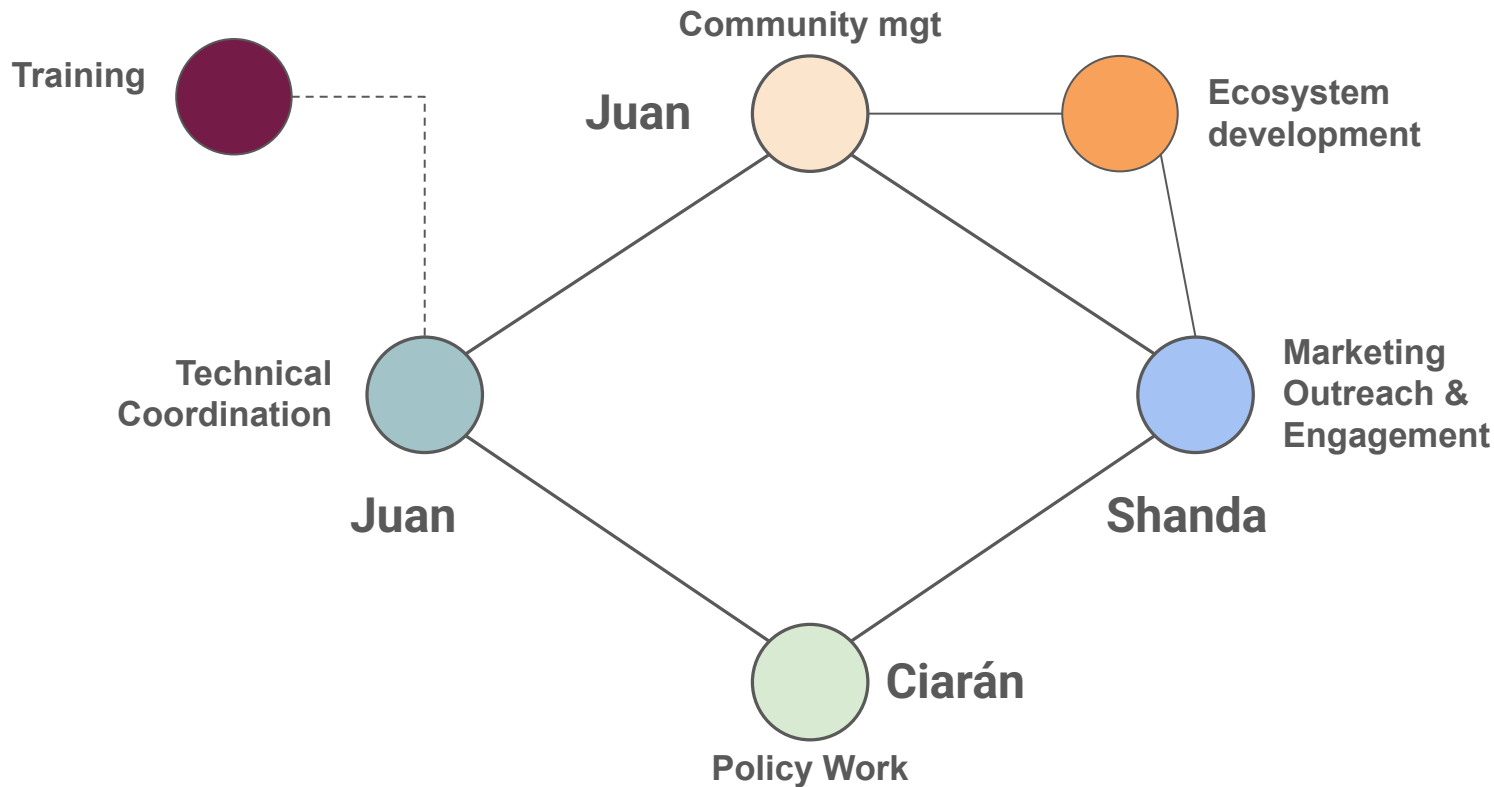 Community mgt
Training
Juan
Ecosystem
development
Technical
Coordination
Marketing
Outreach &
Engagement
Juan
Shanda
Ciarán
Policy Work